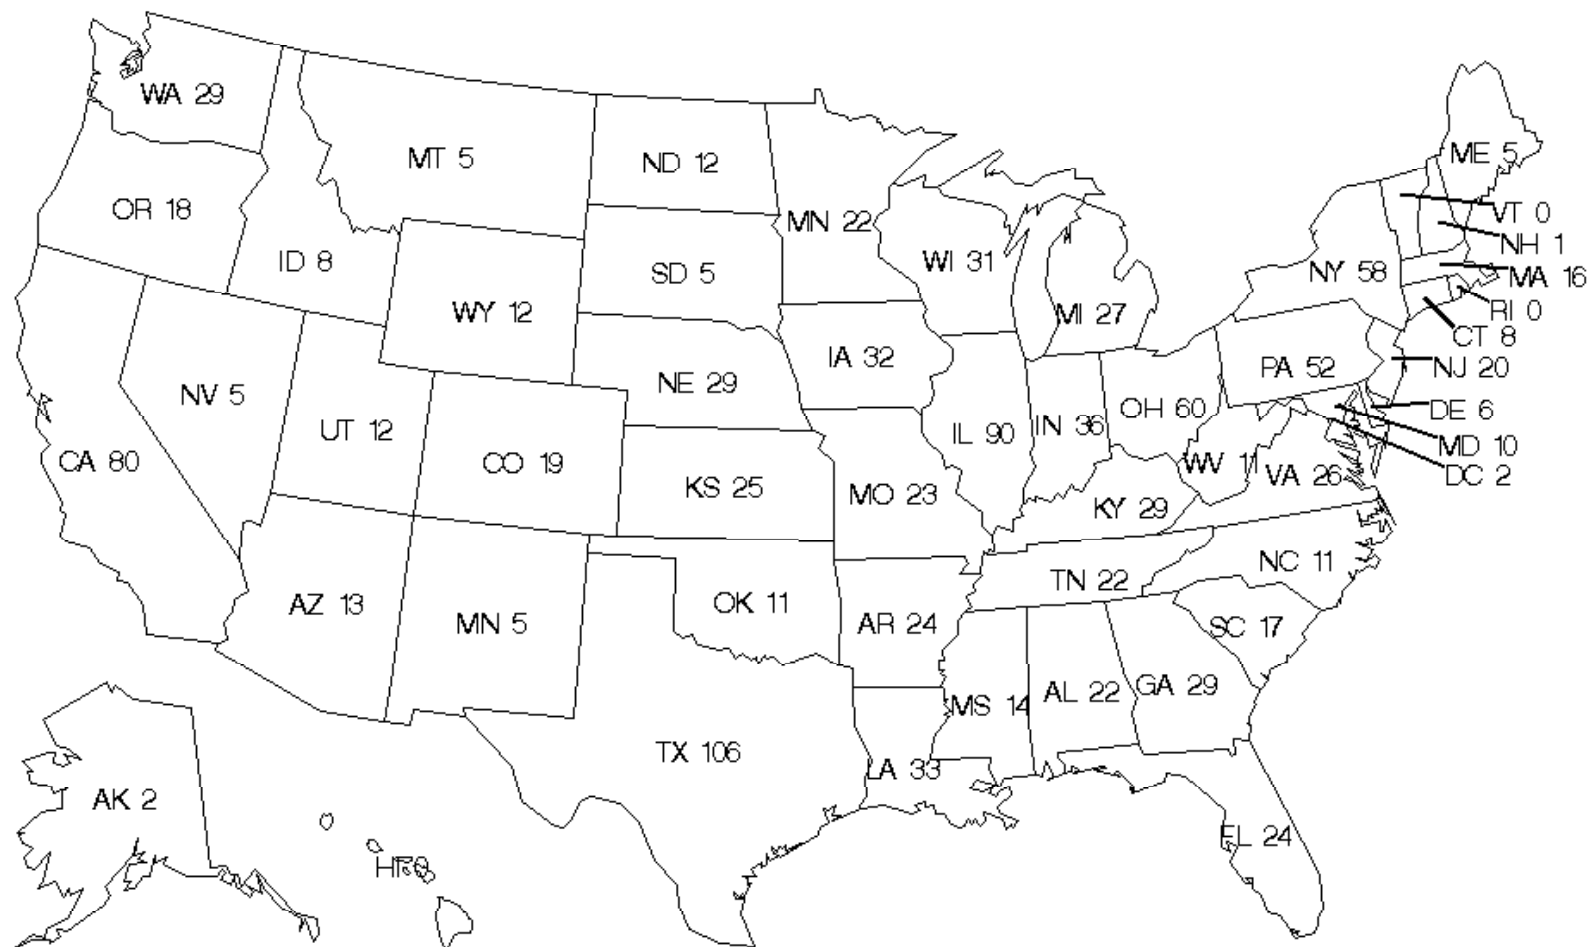 WA 29
MT 5
ND 12
ME 5
OR 18
MN 22
VT 0
NH 1
ID 8
SD 5
WI 31
NY 58
MA 16
RI 0
WY 12
MI 27
CT 8
IA 32
PA 52
NJ 20
NV 5
NE 29
OH 60
DE 6
UT 12
IL 90
IN 36
MD 10
CA 80
CO 19
WV 11
VA 26
DC 2
KS 25
MO 23
KY 29
NC 11
TN 22
AZ 13
MN 5
OK 11
AR 24
SC 17
MS 14
AL 22
GA 29
TX 106
LA 33
AK 2
FL 24